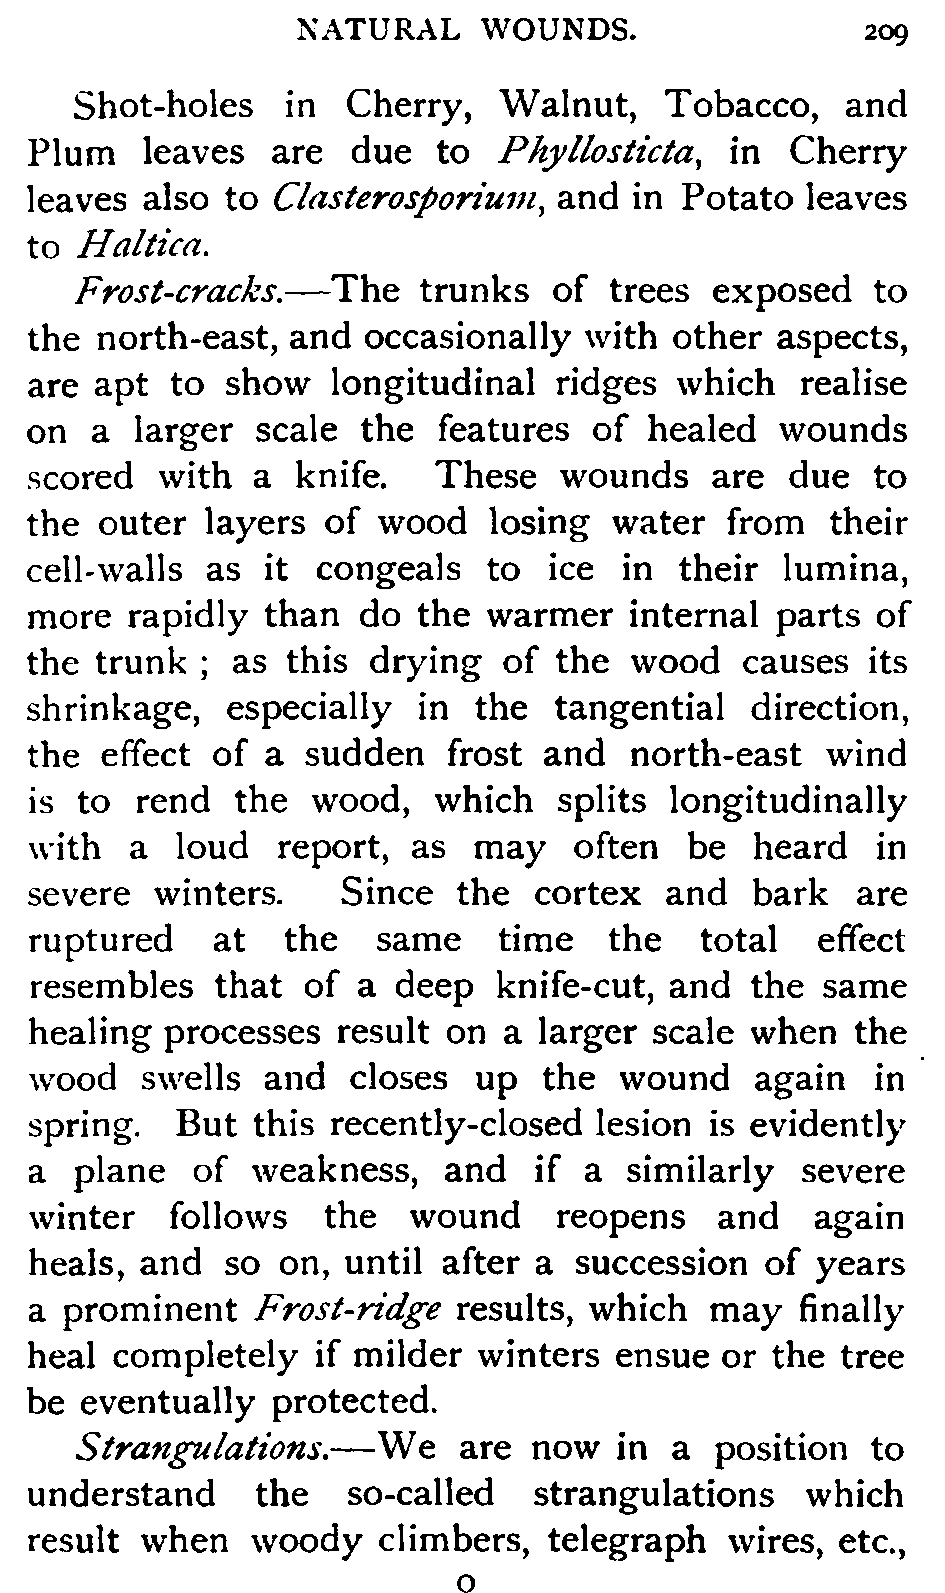 NATURAL WOUNDS. 209
Shot-holes in Cherry, Walnut, Tobacco, and
Plum leaves are due to Phyllosticta, in Cherry
leaves also to Clasterosporium, and in Potato leaves
to Haltica.
Frost-cracks.—The trunks of trees exposed to
the north-east, and occasionally with other aspects,
are apt to show longitudinal ridges which realise
on a larger scale the features of healed wounds
scored with a knife. These wounds are due to
the outer layers of wood losing water from their
cell-walls as it congeals to ice in their lumina,
more rapidly than do the warmer internal parts of
the trunk ; as this drying of the wood causes its
shrinkage, especially in the tangential direction,
the effect of a sudden frost and north-east wind
is to rend the wood, which splits longitudinally
with a loud report, as may often be heard in
severe winters. Since the cortex and bark are
ruptured at the same time the total effect
resembles that of a deep knife-cut, and the same
healing processes result on a larger scale when the
wood swells and closes up the wound again in
spring. But this recently-closed lesion is evidently
a plane of weakness, and if a similarly severe
winter follows the wound reopens and again
heals, and so on, until after a succession of years
a prominent Frost-ridge results, which may finally
heal completely if milder winters ensue or the tree
be eventually protected.
Strangulations.—We are now in a position to
understand the so-called strangulations which
result when woody climbers, telegraph wires, etc.,
O